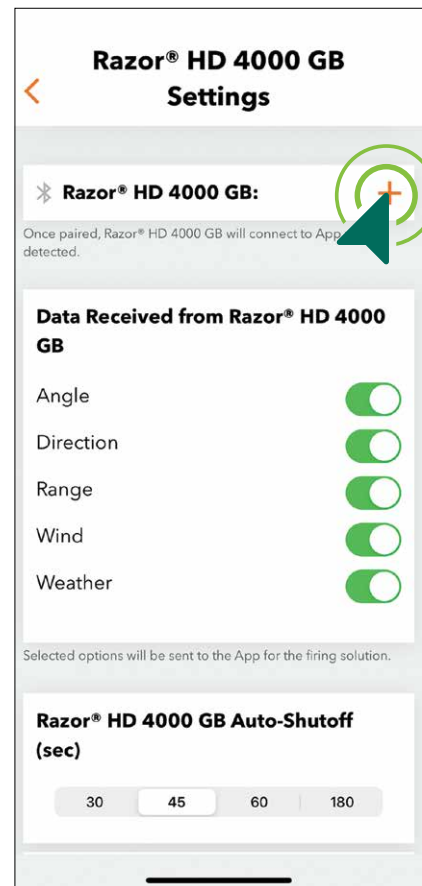 Razor® HD 4000 GB
Settings
Razor® HD 4000 GB:
Once paired, Razor® HD 4000 GB will connect to App
detected.
Data Received from Razor® HD 4000
GB
Angle
Direction
Range
Wind
Weather
Selected options will be sent to the App for the firing solution.
Razor® HD 4000 GB Auto-Shutoff
(sec)
30 45 60 180